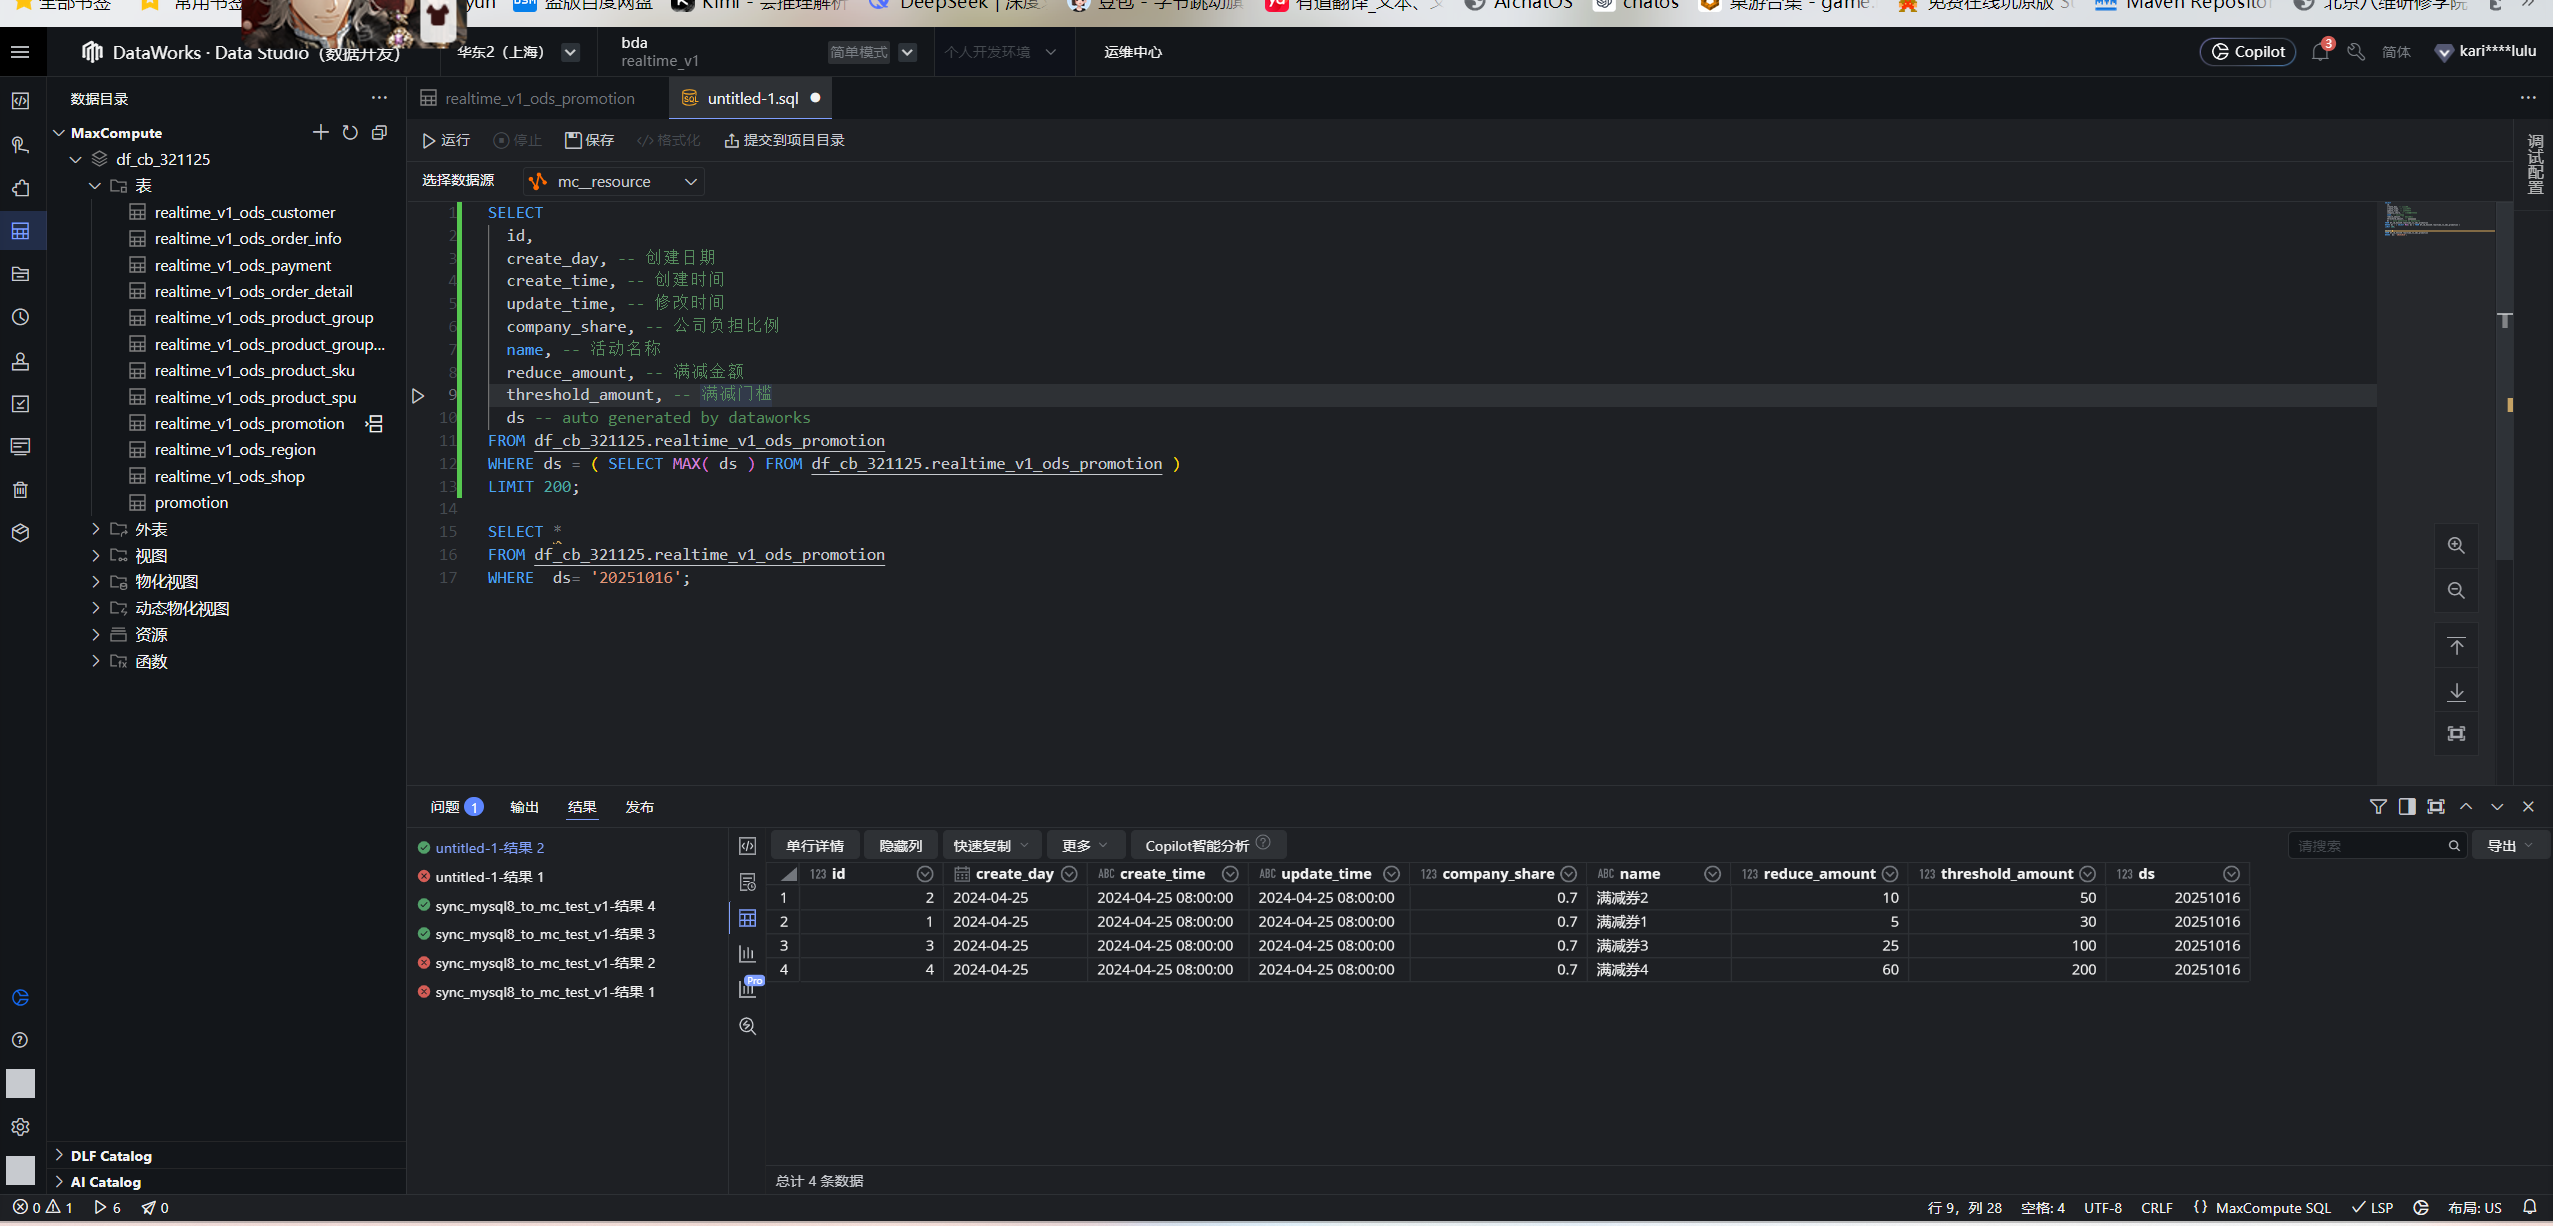 全部书签
常用书签
yun
盗版百度网盘
Kimi - 会推理解析
DeepSeek | 深度
豆包 - 字节跳动旗
有道翻译_文本、文
AIchatOS
chatos
桌游合集 - game.
免费在线玩原版
Maven Repositor
北京八维研修学院
DataWorks · Data Studio（数据开发）
华东2（上海）
bda
realtime_v1
简单模式
个人开发环境
运维中心
Copilot
3
简体
kari****lulu
数据目录
MaxCompute
df_cb_321125
表
realtime_v1_ods_customer
realtime_v1_ods_order_info
realtime_v1_ods_payment
realtime_v1_ods_order_detail
realtime_v1_ods_product_group
realtime_v1_ods_product_group...
realtime_v1_ods_product_sku
realtime_v1_ods_product_spu
realtime_v1_ods_promotion
realtime_v1_ods_region
realtime_v1_ods_shop
promotion
外表
视图
物化视图
动态物化视图
资源
函数
DLF Catalog
AI Catalog
realtime_v1_ods_promotion
untitled-1.sql
运行
停止
保存
格式化
提交到项目目录
调试配置
选择数据源
mc__resource
1 SELECT
2 id,
3 create_day, -- 创建日期
4 create_time, -- 创建时间
5 update_time, -- 修改时间
6 company_share, -- 公司负担比例
7 name, -- 活动名称
8 reduce_amount, -- 满减金额
9 threshold_amount, -- 满减门槛
10 ds -- auto generated by dataworks
11 FROM df_cb_321125.realtime_v1_ods_promotion
12 WHERE ds = ( SELECT MAX( ds ) FROM df_cb_321125.realtime_v1_ods_promotion )
13 LIMIT 200;
14
15 SELECT *
16 FROM df_cb_321125.realtime_v1_ods_promotion
17 WHERE  ds= '20251016';
问题 1
输出
结果
发布
untitled-1-结果 2
untitled-1-结果 1
sync_mysql8_to_mc_test_v1-结果 4
sync_mysql8_to_mc_test_v1-结果 3
sync_mysql8_to_mc_test_v1-结果 2
sync_mysql8_to_mc_test_v1-结果 1
Pro
单行详情
隐藏列
快速复制
更多
Copilot智能分析
请搜索
导出
123 id ABC create_day ABC create_time ABC update_time 123 company_share ABC name 123 reduce_amount 123 threshold_amount 123 ds
1 2 2024-04-25 2024-04-25 08:00:00 2024-04-25 08:00:00 0.7 满减券2 10 50 20251016
2 1 2024-04-25 2024-04-25 08:00:00 2024-04-25 08:00:00 0.7 满减券1 5 30 20251016
3 3 2024-04-25 2024-04-25 08:00:00 2024-04-25 08:00:00 0.7 满减券3 25 100 20251016
4 4 2024-04-25 2024-04-25 08:00:00 2024-04-25 08:00:00 0.7 满减券4 60 200 20251016
总计 4 条数据
0 1 6 0
行 9，列 28
空格: 4
UTF-8
CRLF
{} MaxCompute SQL
LSP
布局: US